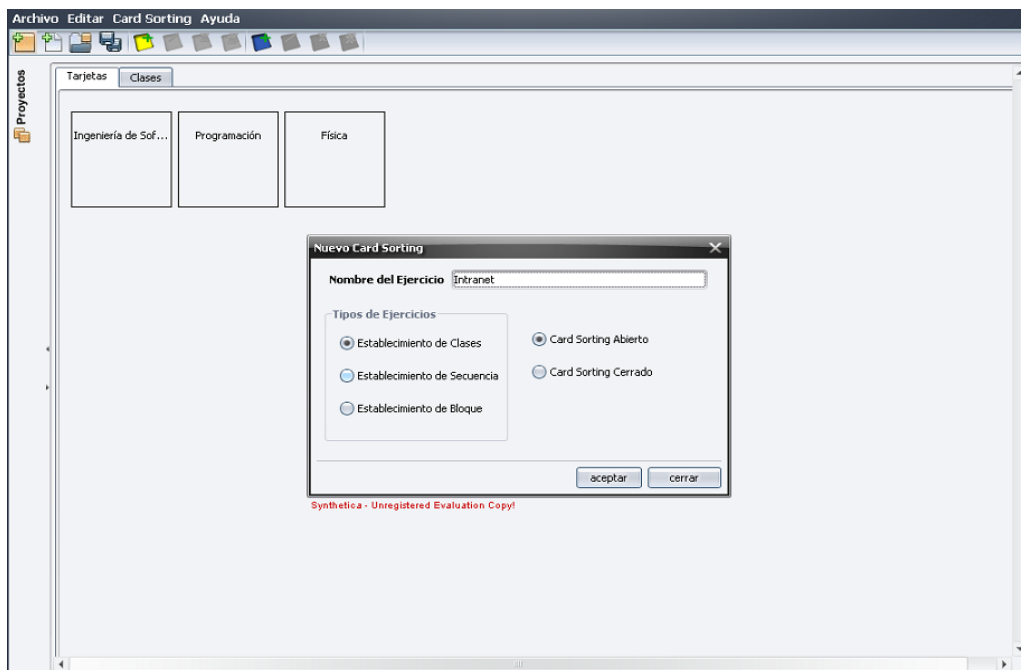 Archivo Editar Card Sorting Ayuda
Proyectos
Tarjetas Clases
Ingeniería de Sof... Programación Física
Nuevo Card Sorting
Nombre del Ejercicio Intranet
Tipos de Ejercicios
Establecimiento de Clases
Card Sorting Abierto
Establecimiento de Secuencia
Card Sorting Cerrado
Establecimiento de Bloque
aceptar cerrar
Synthetica - Unregistered Evaluation Copy!